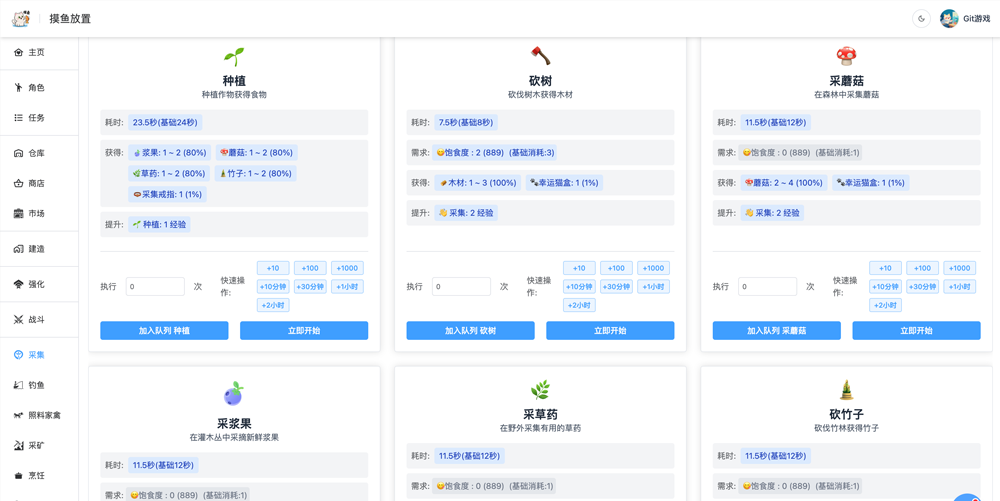 摸鱼放置
Git游戏
主页
角色
任务
仓库
商店
市场
建造
强化
战斗
采集
钓鱼
照料家禽
采矿
烹饪
种植
种植作物获得食物
耗时: 23.5秒(基础24秒)
获得: 浆果: 1 ~ 2 (80%) 蘑菇: 1 ~ 2 (80%)
草药: 1 ~ 2 (80%) 竹子: 1 ~ 2 (80%)
采集戒指: 1 (1%)
提升: 种植: 1 经验
执行 0 次 快速操作:
+10 +100 +1000
+10分钟 +30分钟 +1小时
+2小时
加入队列 种植 立即开始
砍树
砍伐树木获得木材
耗时: 7.5秒(基础8秒)
需求: 饱食度 : 2 (889) (基础消耗:3)
获得: 木材: 1 ~ 3 (100%) 幸运猫盒: 1 (1%)
提升: 采集: 2 经验
执行 0 次 快速操作:
+10 +100 +1000
+10分钟 +30分钟 +1小时
+2小时
加入队列 砍树 立即开始
采蘑菇
在森林中采集蘑菇
耗时: 11.5秒(基础12秒)
需求: 饱食度 : 0 (889) (基础消耗:1)
获得: 蘑菇: 2 ~ 4 (100%) 幸运猫盒: 1 (1%)
提升: 采集: 2 经验
执行 0 次 快速操作:
+10 +100 +1000
+10分钟 +30分钟 +1小时
+2小时
加入队列 采蘑菇 立即开始
采浆果
在灌木丛中采摘新鲜浆果
耗时: 11.5秒(基础12秒)
需求: 饱食度 : 0 (889) (基础消耗:1)
采草药
在野外采集有用的草药
耗时: 11.5秒(基础12秒)
需求: 饱食度 : 0 (889) (基础消耗:1)
砍竹子
砍伐竹林获得竹子
耗时: 11.5秒(基础12秒)
需求: 饱食度 : 0 (889) (基础消耗:1)